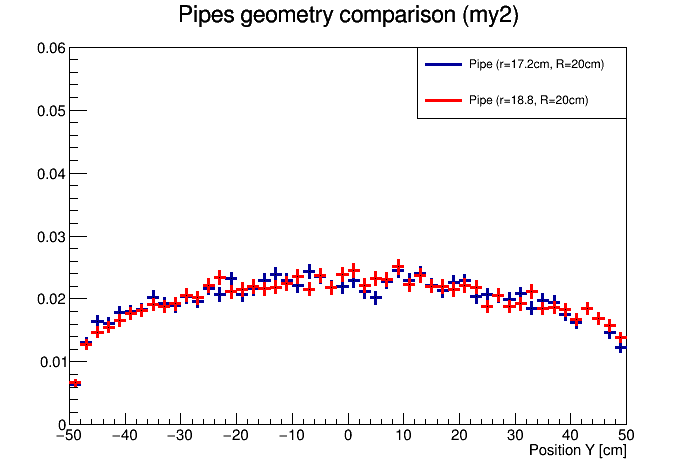 Pipes geometry comparison (my2)
Pipe (r=17.2cm, R=20cm)
Pipe (r=18.8, R=20cm)
0.06
0.05
0.04
0.03
0.02
0.01
0
−50 −40 −30 −20 −10 0 10 20 30 40 50
Position Y [cm]